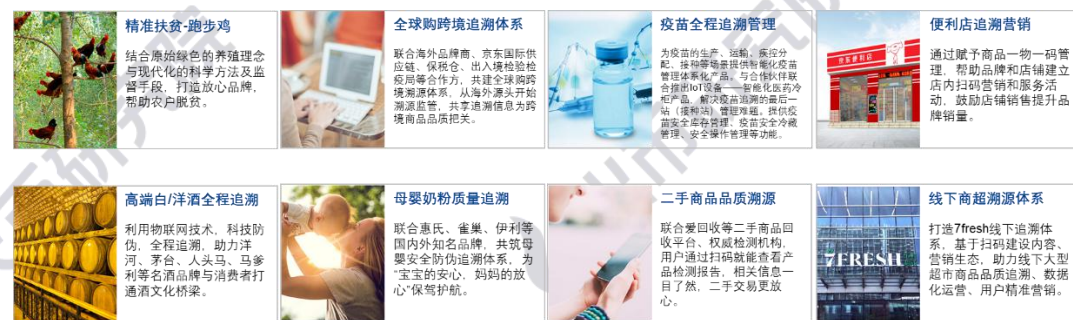 精准扶贫-跑步鸡
结合原始绿色的养殖理念
与现代化的科学方法及监
督手段，打造放心品牌，
帮助农户脱贫。
全球购跨境追溯体系
联合海外品牌商、京东国际供
应链、保税仓、出入境检验检
疫局等合作方，共建全球购跨
境溯源体系，从海外源头开始
溯源监管，共享追溯信息为跨
境商品品质把关。
疫苗全程追溯管理
为疫苗的生产、运输、疾控分
配、接种等场景提供智能化疫苗
管理体系化产品。与合作伙伴联
合推出IoT设备——智能化医药冷
柜产品，解决疫苗追溯的最后一
站（接种站）管理难题。提供疫
苗安全库存管理、疫苗安全冷藏
管理、安全操作管理等功能。
京东便利店
便利店追溯营销
通过赋予商品一物一码管
理，帮助品牌和店铺建立
店内扫码营销和服务活
动，鼓励店铺销售提升品
牌销量。
高端白/洋酒全程追溯
利用物联网技术，科技防
伪，全程追溯，助力洋
河、茅台、人头马、马爹
利等名酒品牌与消费者打
通酒文化桥梁。
母婴奶粉质量追溯
联合惠氏、雀巢、伊利等
国内外知名品牌，共筑母
婴安全防伪追溯体系，为
“宝宝的安心，妈妈的放
心”保驾护航。
二手商品品质溯源
联合爱回收等二手商品回
收平台、权威检测机构，
用户通过扫码就能查看产
品检测报告，相关信息一
目了然，二手交易更放
心。
7FRESH
线下商超溯源体系
打造7fresh线下追溯体
系，基于扫码建设内容、
营销生态，助力线下大型
超市商品品质追溯、数据
化运营、用户精准营销。